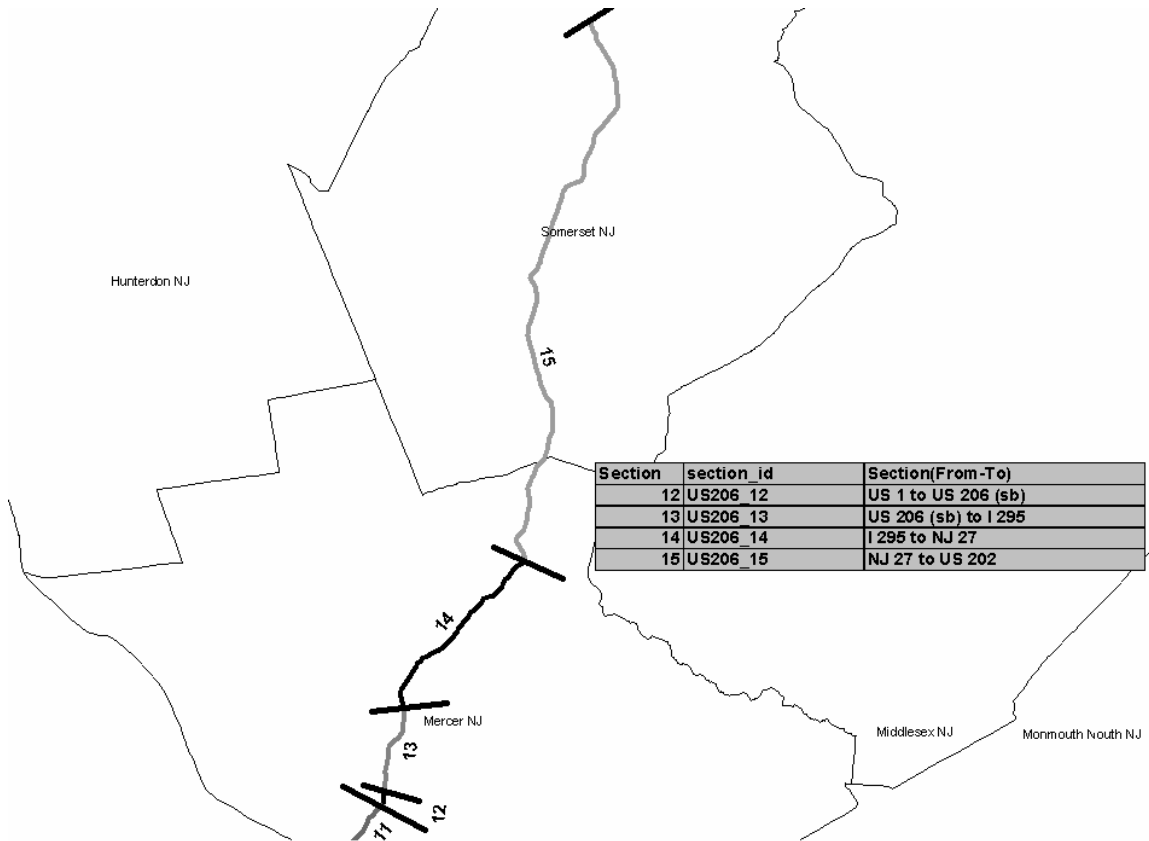 Somerset NJ
Hunterdon NJ
15
Section section_id Section(From-To)
12 US206_12 US 1 to US 206 (sb)
13 US206_13 US 206 (sb) to I 295
14 US206_14 I 295 to NJ 27
15 US206_15 NJ 27 to US 202
14
Mercer NJ
Middlesex NJ
Monmouth Nouth NJ
13
12
11